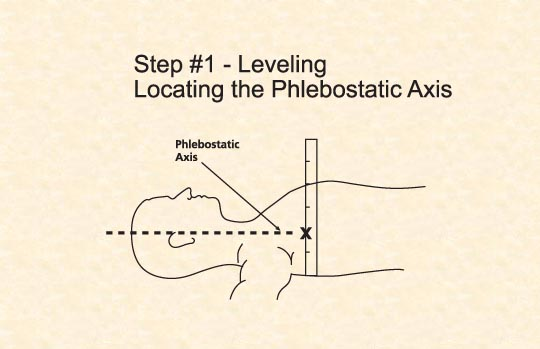 Step #1 - Leveling
Locating the Phlebostatic Axis
Phlebostatic
Axis
X